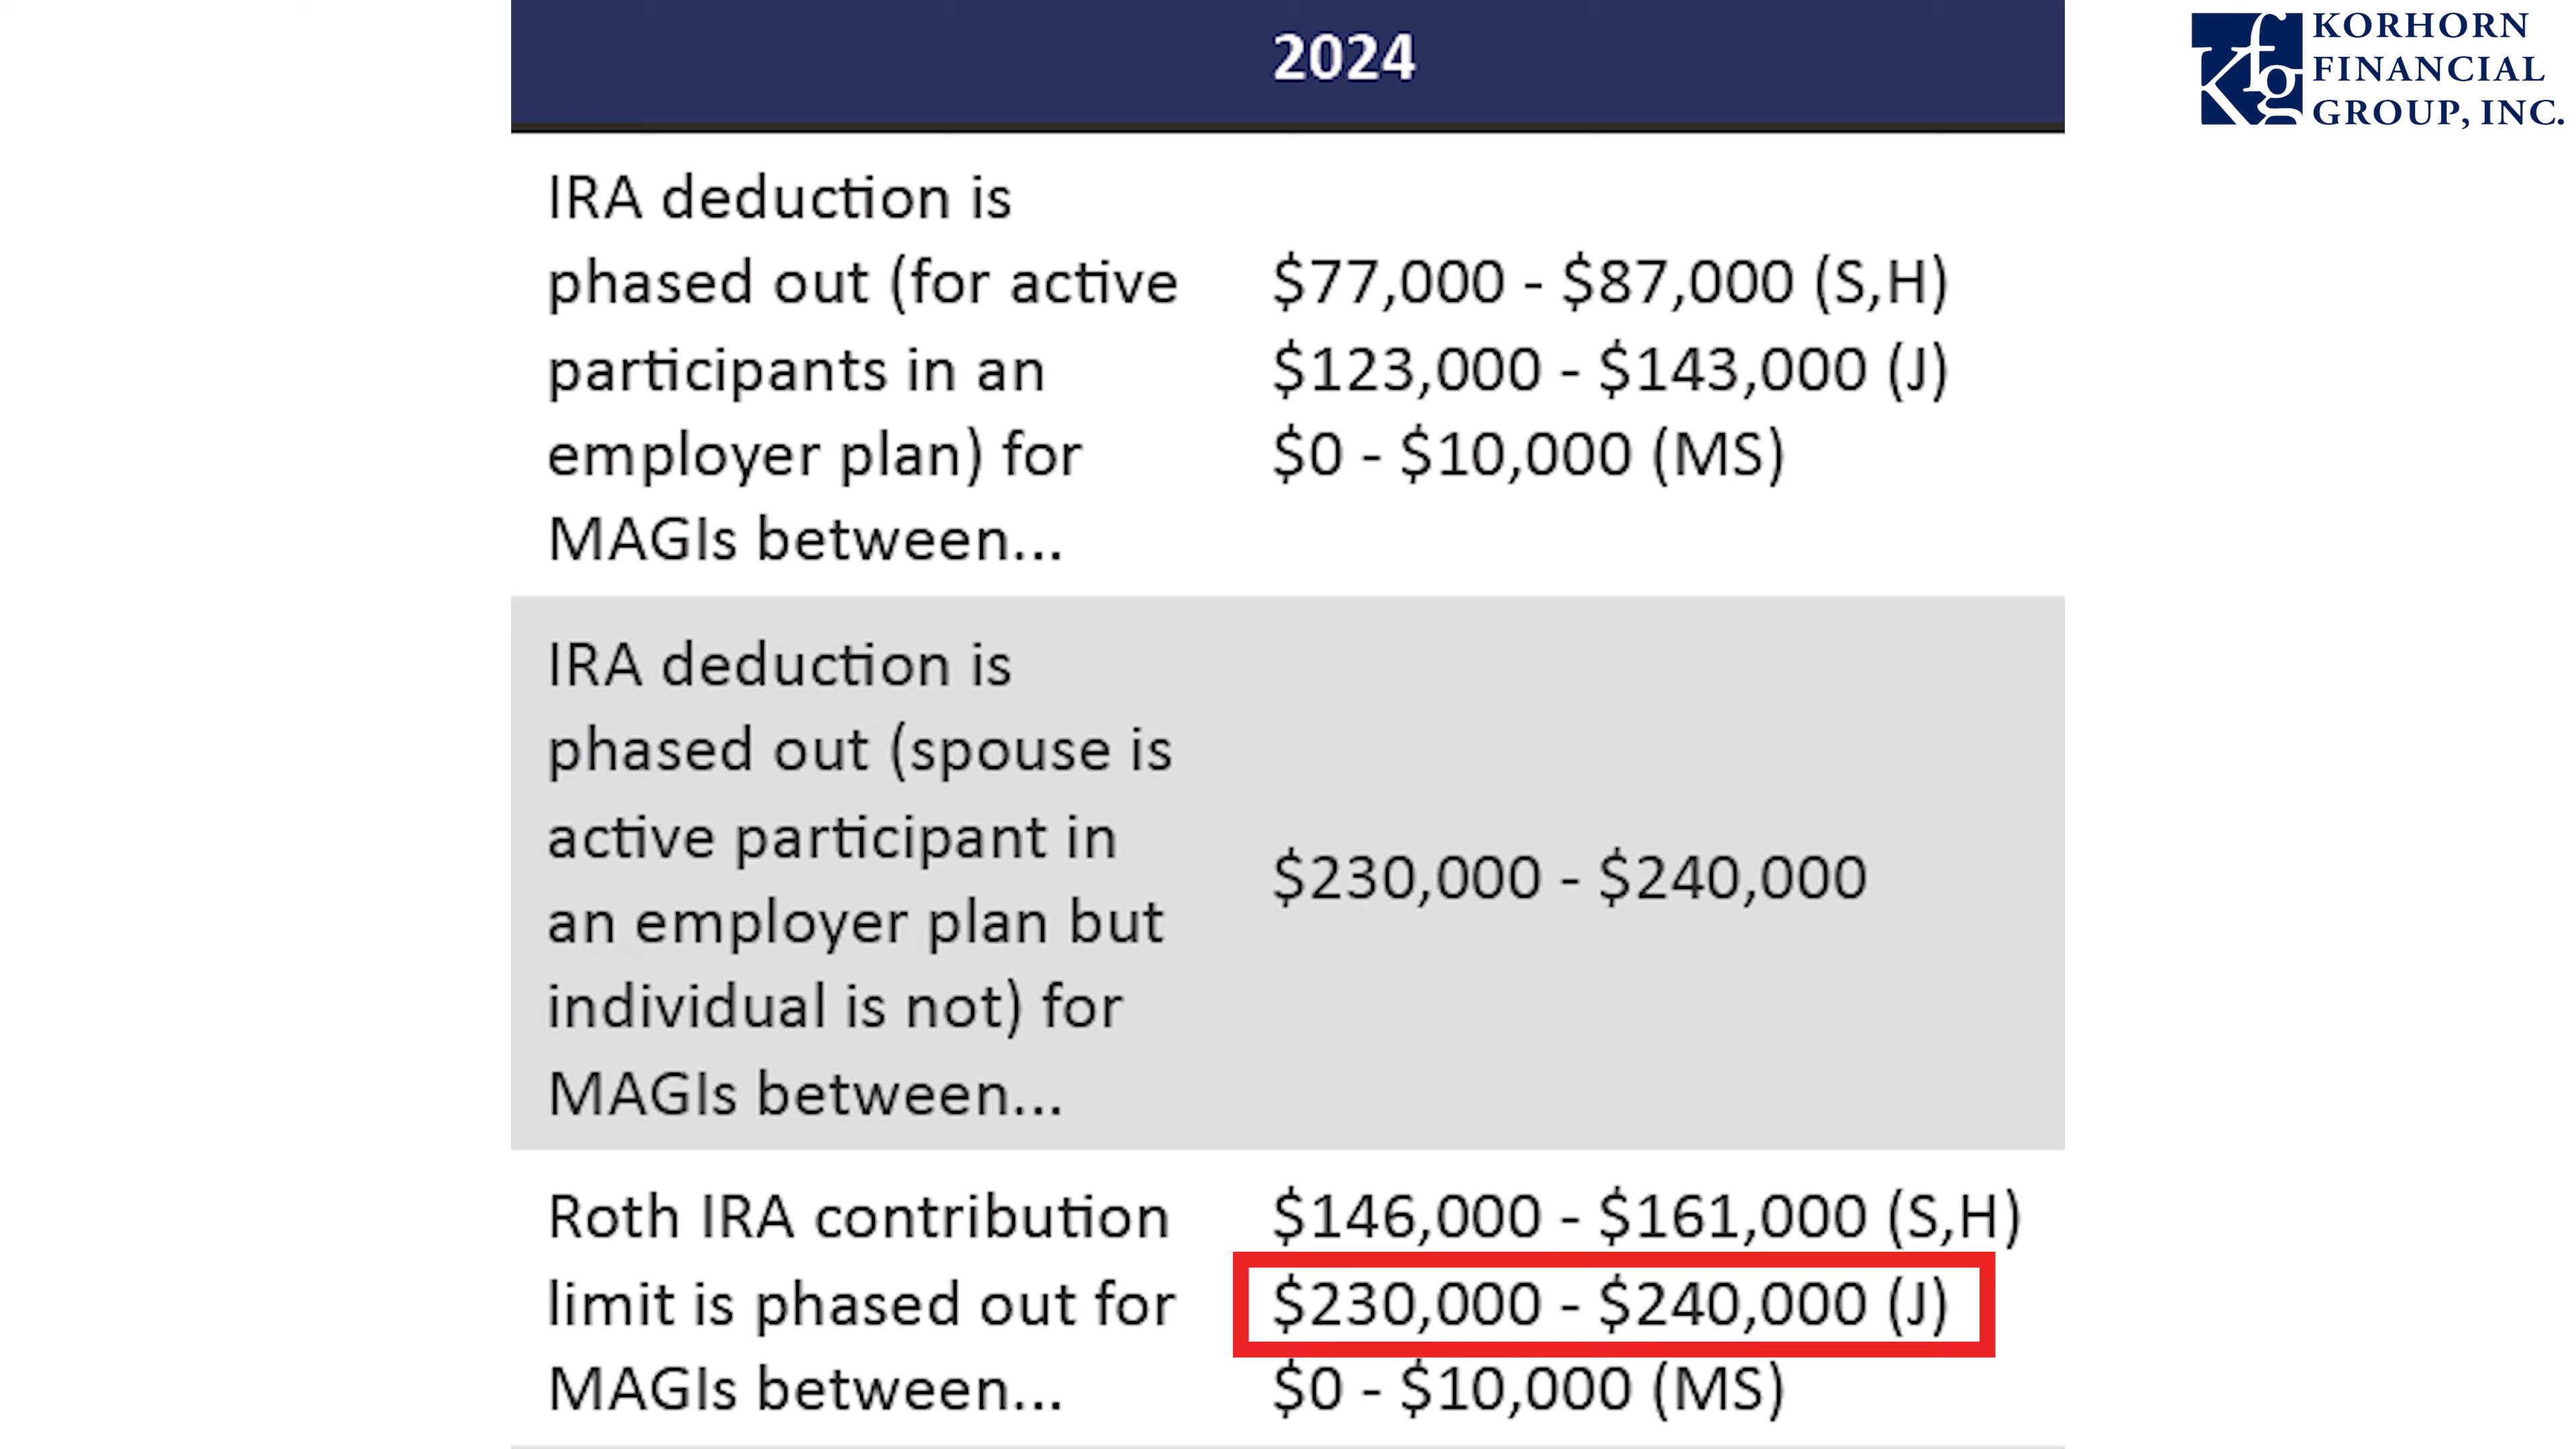 2024
KORHORN
FINANCIAL
GROUP, INC.
kfg
IRA deduction is
phased out (for active
participants in an
employer plan) for
MAGIs between...
$77,000 - $87,000 (S,H)
$123,000 - $143,000 (J)
$0 - $10,000 (MS)
IRA deduction is
phased out (spouse is
active participant in
an employer plan but
individual is not) for
MAGIs between...
$230,000 - $240,000
Roth IRA contribution
limit is phased out for
MAGIs between...
$146,000 - $161,000 (S,H)
$230,000 - $240,000 (J)
$0 - $10,000 (MS)